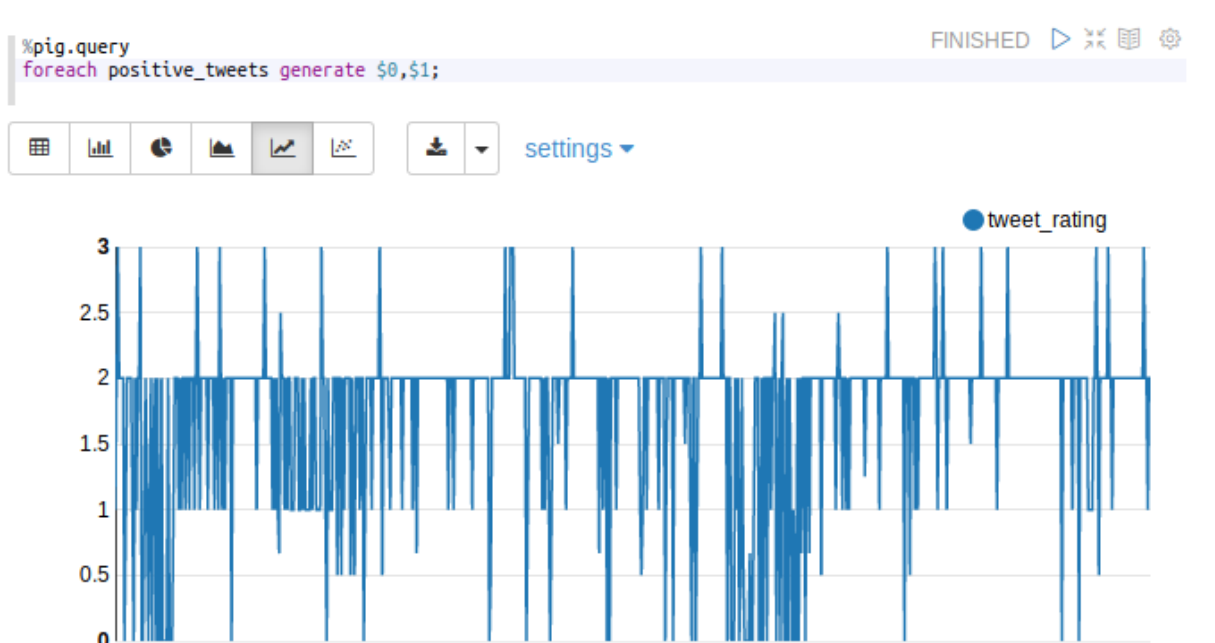 %pig.query
FINISHED
foreach positive_tweets generate $0,$1;
settings
tweet_rating
3
2.5
2
1.5
1
0.5
0